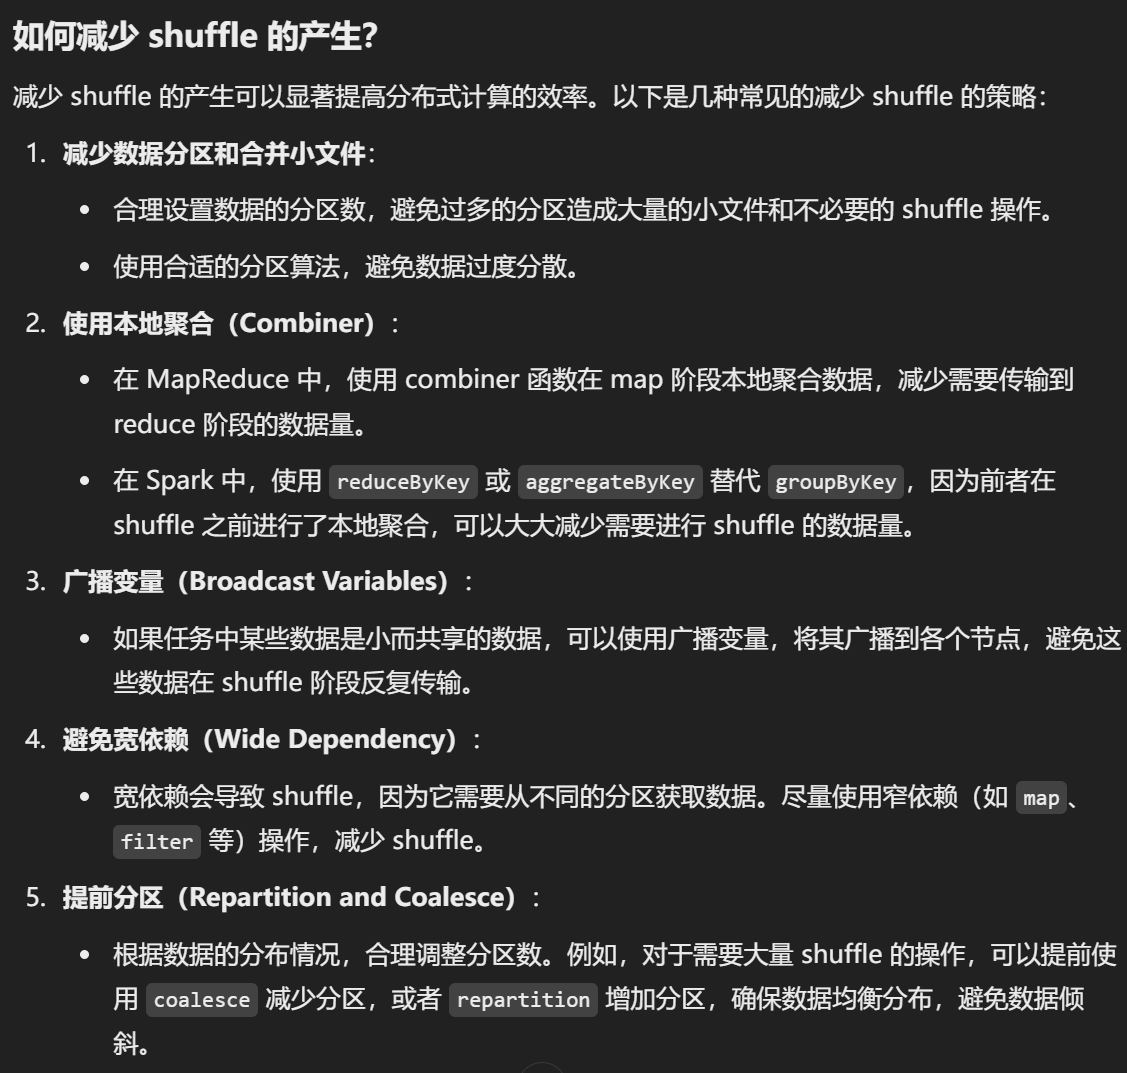 如何减少 shuffle 的产生？
减少 shuffle 的产生可以显著提高分布式计算的效率。以下是几种常见的减少 shuffle 的策略：
1. 减少数据分区和合并小文件：
• 合理设置数据的分区数，避免过多的分区造成大量的小文件和不必要的 shuffle 操作。
• 使用合适的分区算法，避免数据过度分散。
2. 使用本地聚合（Combiner）：
• 在 MapReduce 中，使用 combiner 函数在 map 阶段本地聚合数据，减少需要传输到
reduce 阶段的数据量。
• 在 Spark 中，使用 reduceByKey 或 aggregateByKey 替代 groupByKey，因为前者在
shuffle 之前进行了本地聚合，可以大大减少需要进行 shuffle 的数据量。
3. 广播变量（Broadcast Variables）：
• 如果任务中某些数据是小而共享的数据，可以使用广播变量，将其广播到各个节点，避免这
些数据在 shuffle 阶段反复传输。
4. 避免宽依赖（Wide Dependency）：
• 宽依赖会导致 shuffle，因为它需要从不同的分区获取数据。尽量使用窄依赖（如 map、
filter 等）操作，减少 shuffle。
5. 提前分区（Repartition and Coalesce）：
• 根据数据的分布情况，合理调整分区数。例如，对于需要大量 shuffle 的操作，可以提前使
用 coalesce 减少分区，或者 repartition 增加分区，确保数据均衡分布，避免数据倾
斜。